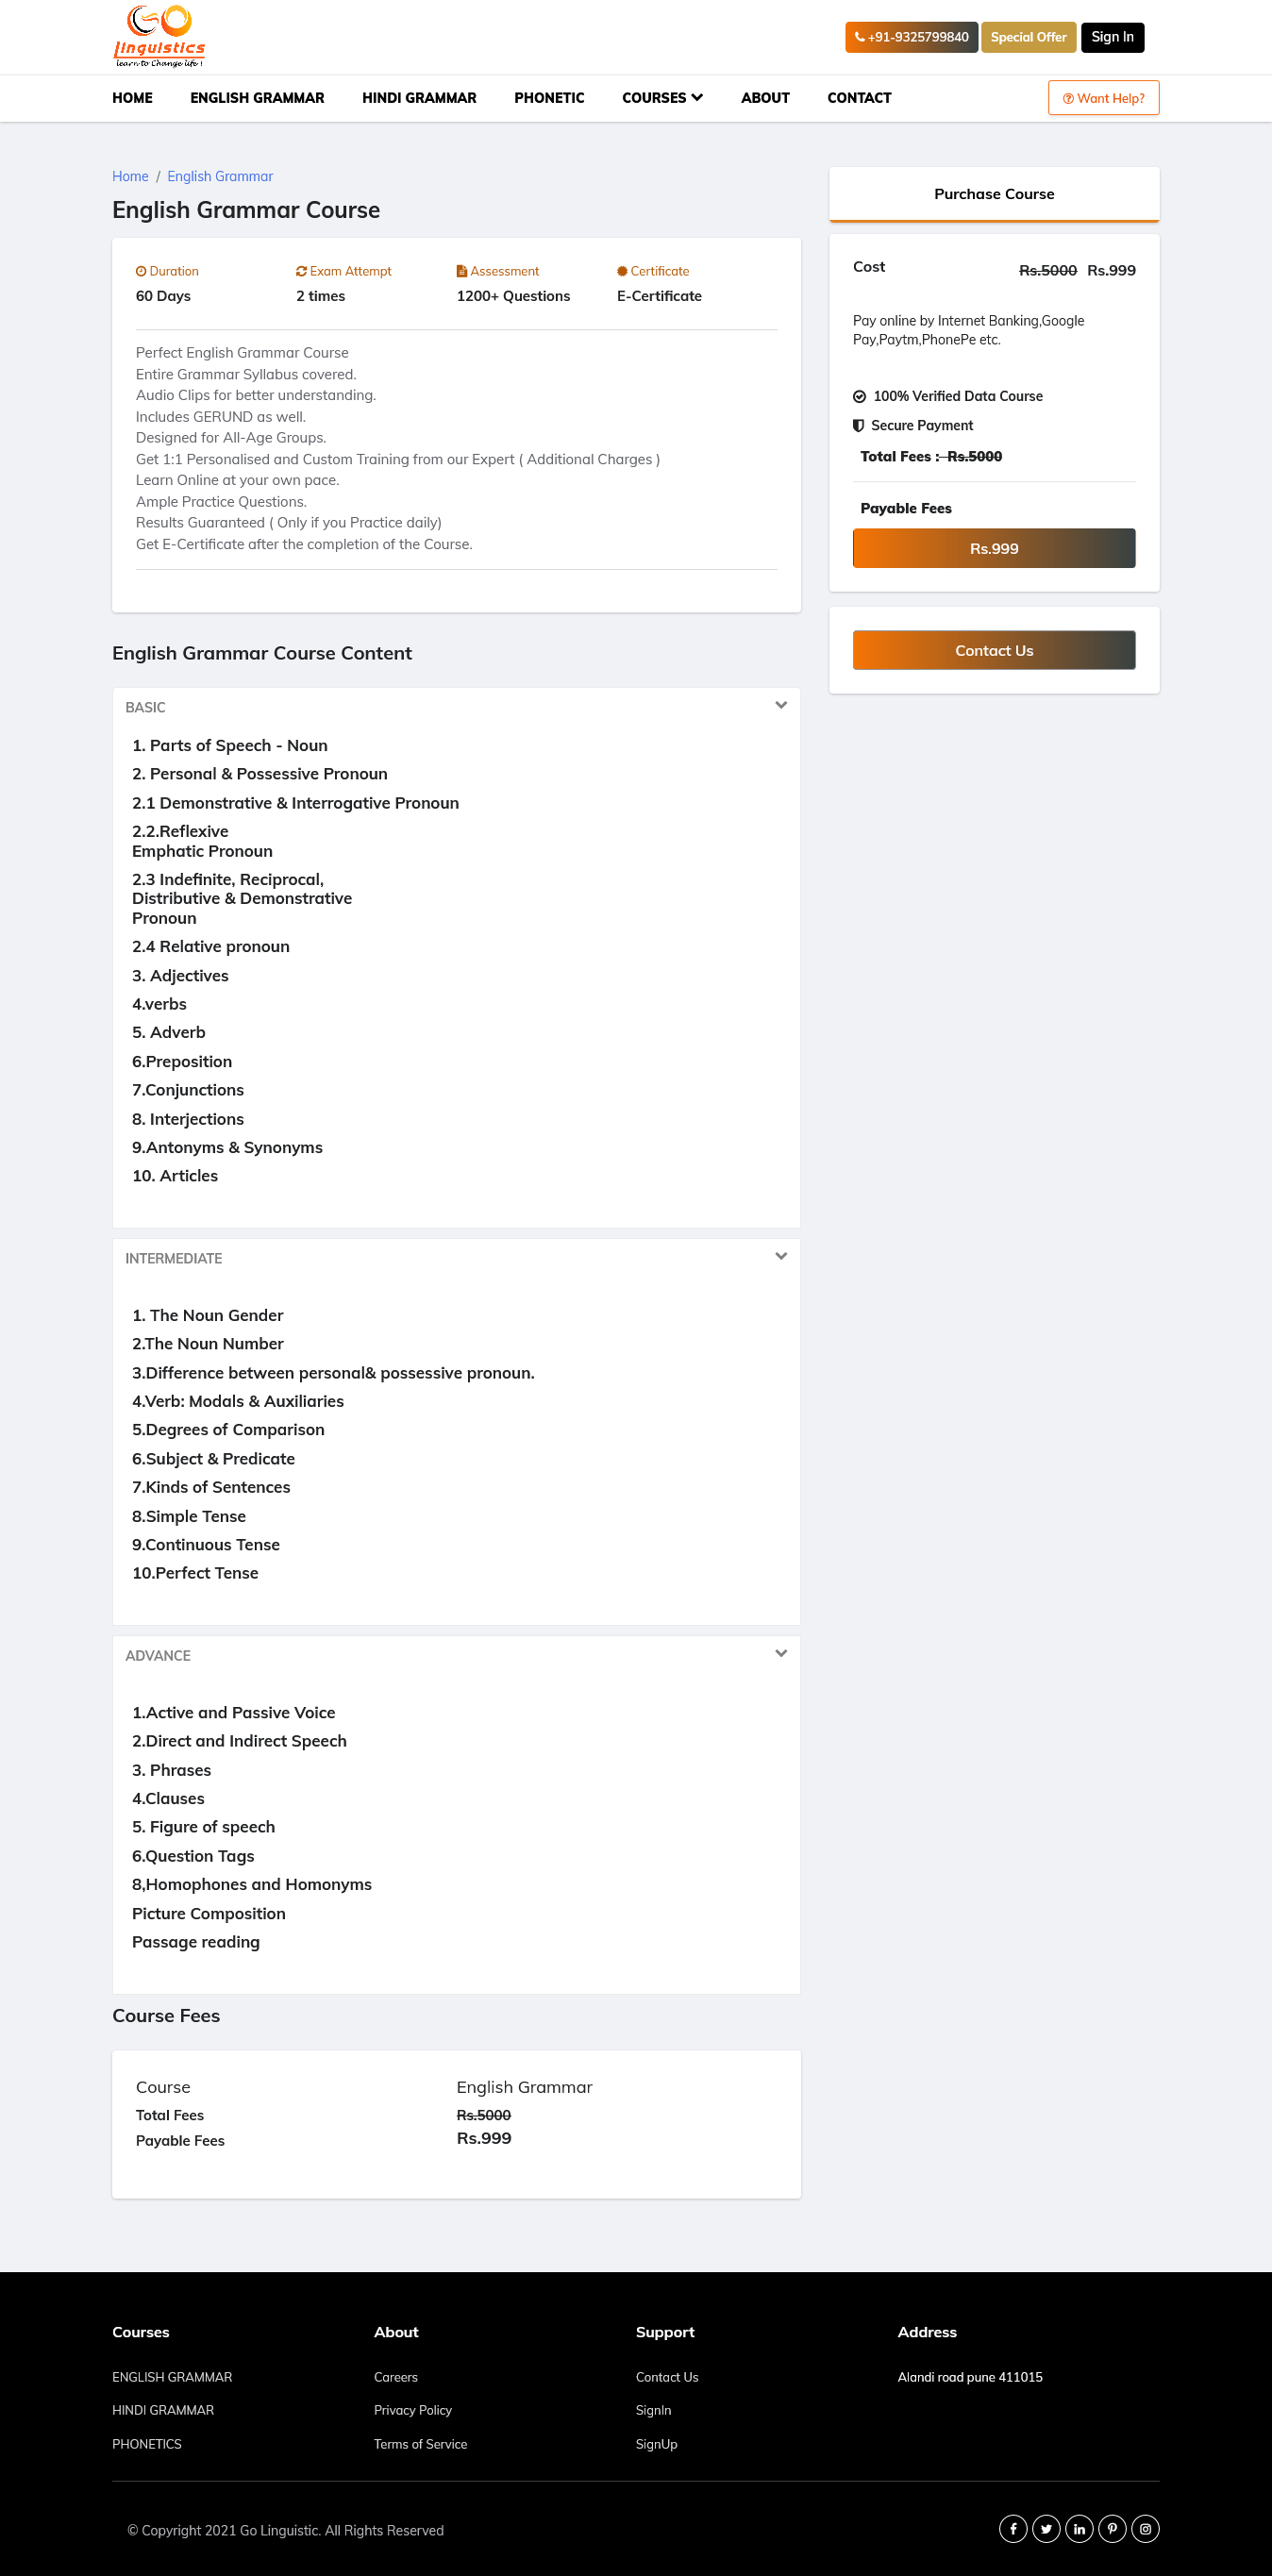 GO
linguistics
learn to Change life !
+91-9325799840
Special Offer
Sign In
HOME
ENGLISH GRAMMAR
HINDI GRAMMAR
PHONETIC
COURSES
ABOUT
CONTACT
Want Help?
Home / English Grammar
English Grammar Course
Duration
60 Days
Exam Attempt
2 times
Assessment
1200+ Questions
Certificate
E-Certificate
Perfect English Grammar Course
Entire Grammar Syllabus covered.
Audio Clips for better understanding.
Includes GERUND as well.
Designed for All-Age Groups.
Get 1:1 Personalised and Custom Training from our Expert ( Additional Charges )
Learn Online at your own pace.
Ample Practice Questions.
Results Guaranteed ( Only if you Practice daily)
Get E-Certificate after the completion of the Course.
Purchase Course
Cost
Rs.5000 Rs.999
Pay online by Internet Banking,Google
Pay,Paytm,PhonePe etc.
100% Verified Data Course
Secure Payment
Total Fees : Rs.5000
Payable Fees
Rs.999
Contact Us
English Grammar Course Content
BASIC
1. Parts of Speech - Noun
2. Personal & Possessive Pronoun
2.1 Demonstrative & Interrogative Pronoun
2.2.Reflexive
Emphatic Pronoun
2.3 Indefinite, Reciprocal,
Distributive & Demonstrative
Pronoun
2.4 Relative pronoun
3. Adjectives
4.verbs
5. Adverb
6.Preposition
7.Conjunctions
8. Interjections
9.Antonyms & Synonyms
10. Articles
INTERMEDIATE
1. The Noun Gender
2.The Noun Number
3.Difference between personal& possessive pronoun.
4.Verb: Modals & Auxiliaries
5.Degrees of Comparison
6.Subject & Predicate
7.Kinds of Sentences
8.Simple Tense
9.Continuous Tense
10.Perfect Tense
ADVANCE
1.Active and Passive Voice
2.Direct and Indirect Speech
3. Phrases
4.Clauses
5. Figure of speech
6.Question Tags
8,Homophones and Homonyms
Picture Composition
Passage reading
Course Fees
Course English Grammar
Total Fees Rs.5000
Payable Fees Rs.999
Courses
ENGLISH GRAMMAR
HINDI GRAMMAR
PHONETICS
About
Careers
Privacy Policy
Terms of Service
Support
Contact Us
SignIn
SignUp
Address
Alandi road pune 411015
© Copyright 2021 Go Linguistic. All Rights Reserved